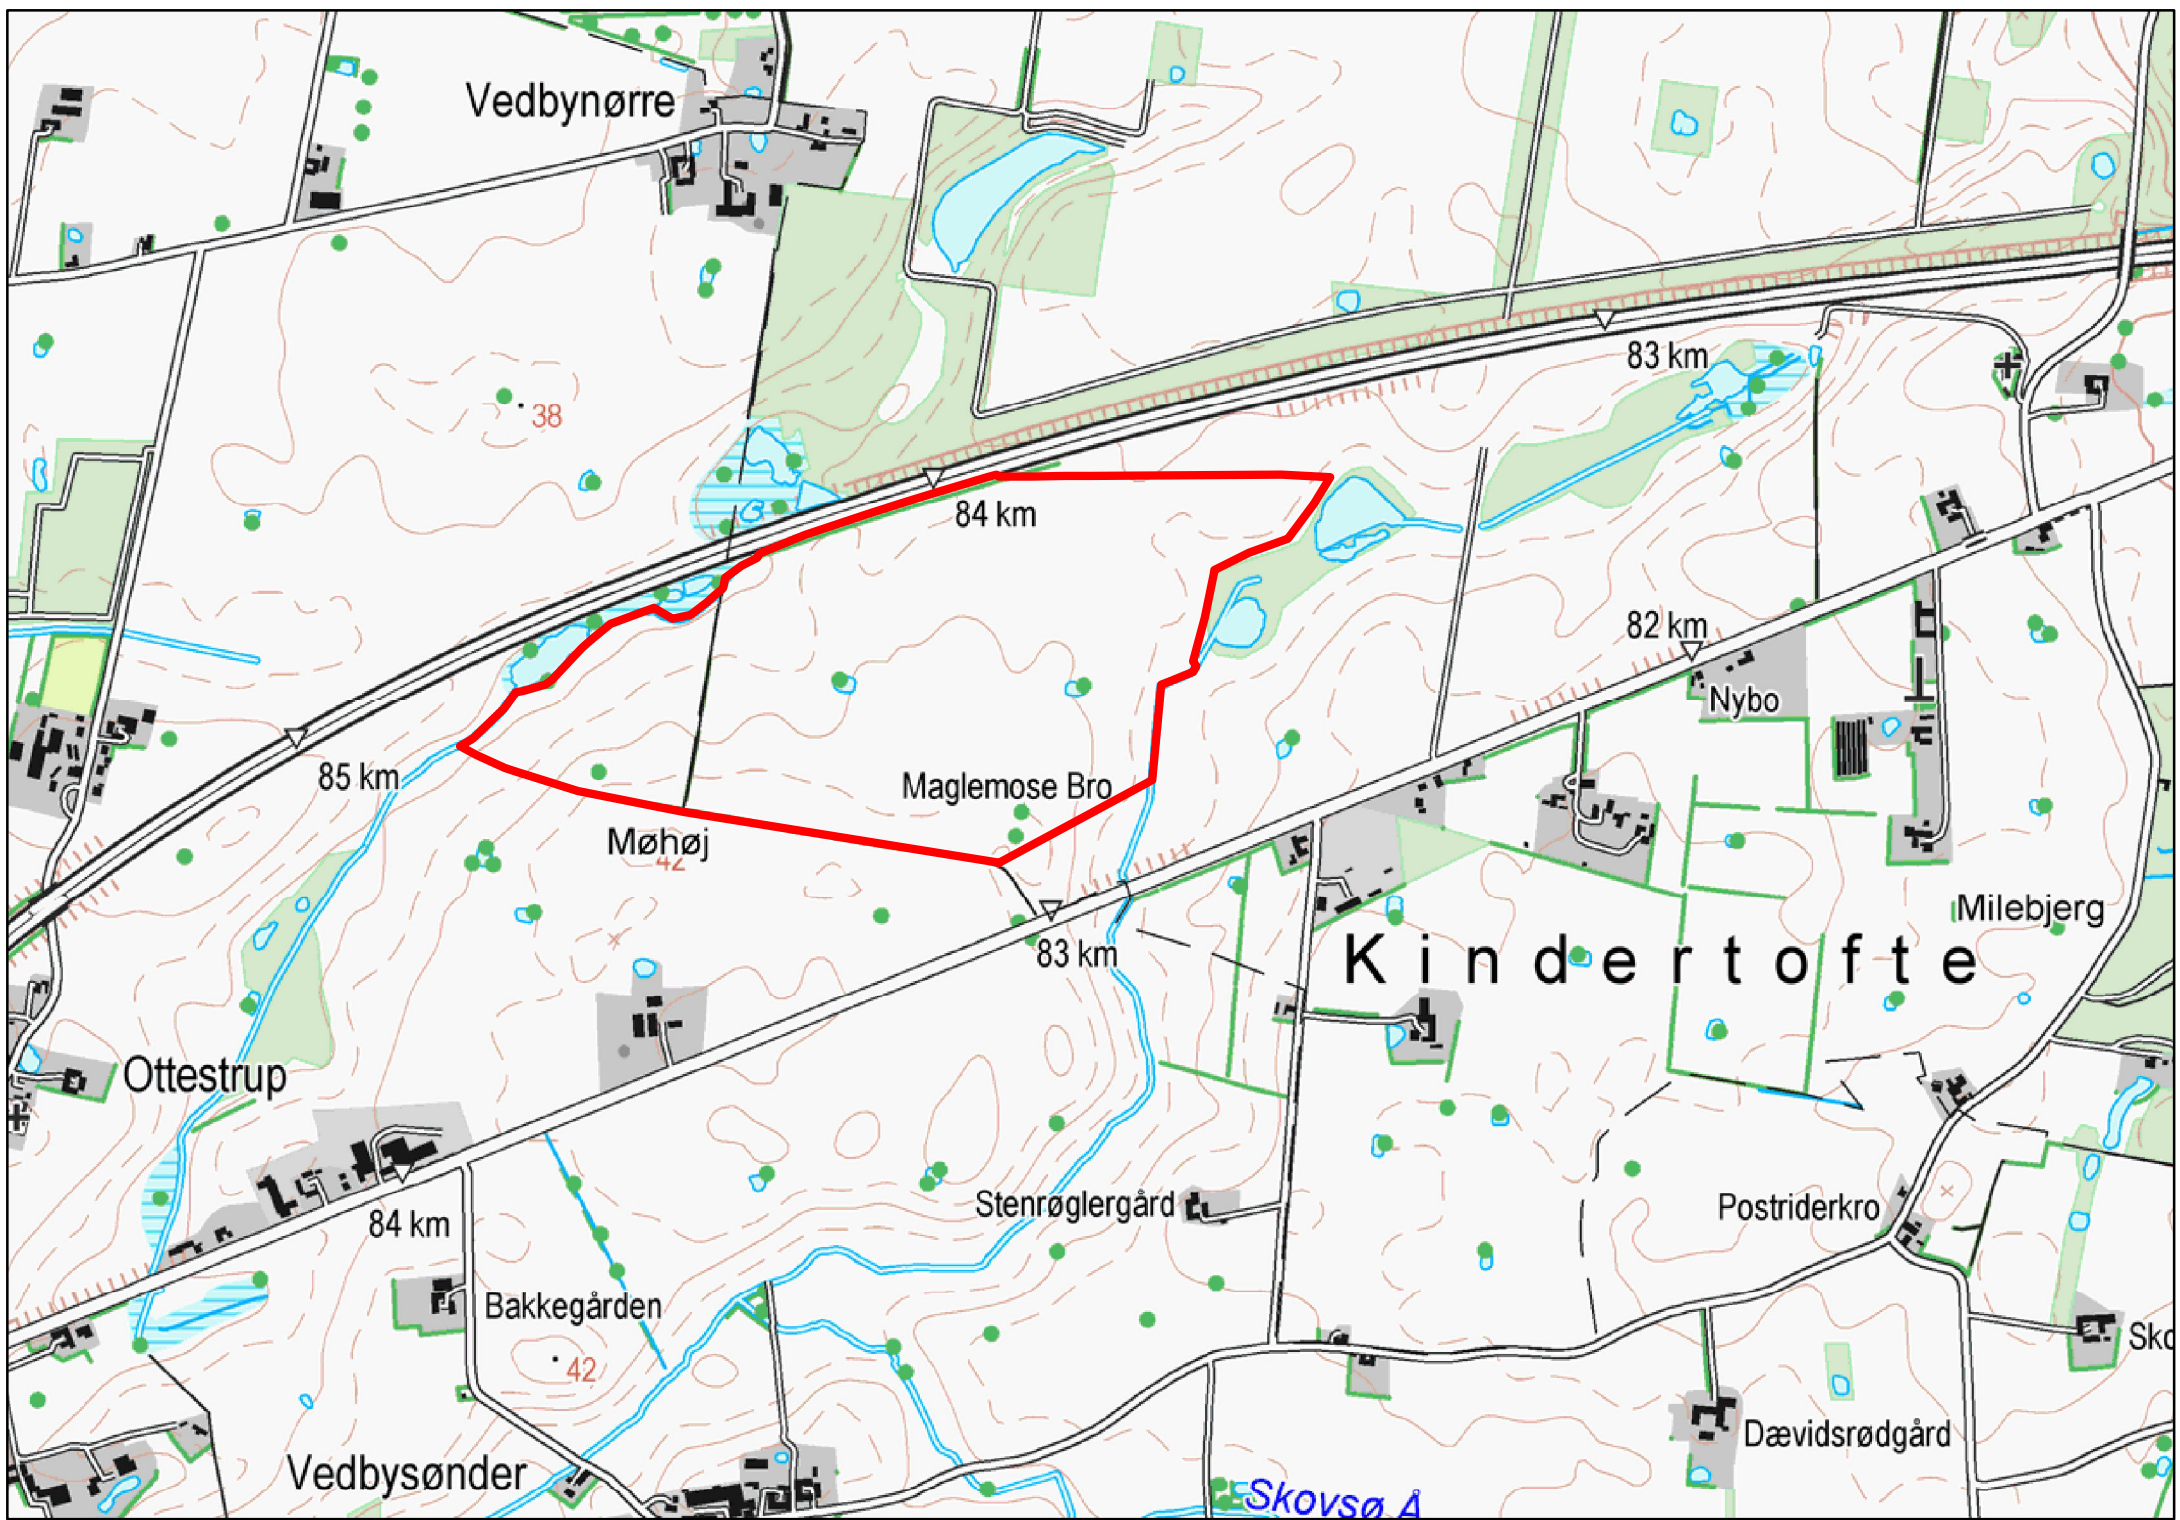 Vedbynørre
83 km
38
84 km
82 km
Nybo
85 km
Maglemose Bro
Møhøj
42
Milebjerg
83 km
Kindertofte
Ottestrup
Stenrøglergård
Postriderkro
84 km
Bakkegården
42
Sko
Dævidsrødgård
Vedbysønder
Skovsø Å